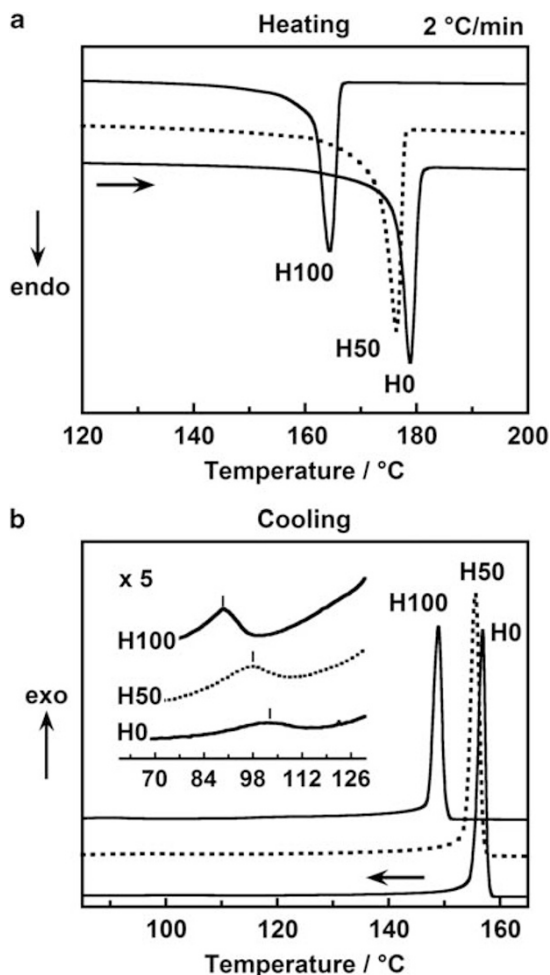 a
Heating 2 °C/min
endo
H100
H50
H0
120 140 160 180 200
Temperature / °C
b
Cooling
x 5
H100
H50
H0
70 84 98 112 126
H50
H100
H0
exo
100 120 140 160
Temperature / °C